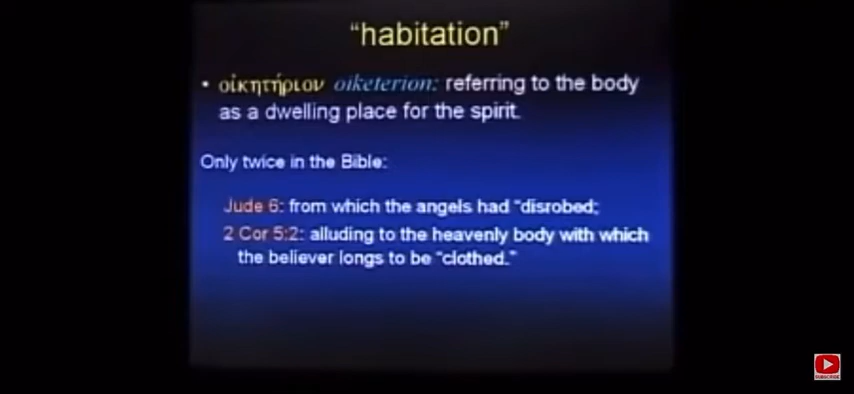 “habitation”
• οἰκητήριον oiketerion: referring to the body
as a dwelling place for the spirit.
Only twice in the Bible:
Jude 6: from which the angels had “disrobed;
2 Cor 5:2: alluding to the heavenly body with which
the believer longs to be “clothed.”
SUBSCRIBE